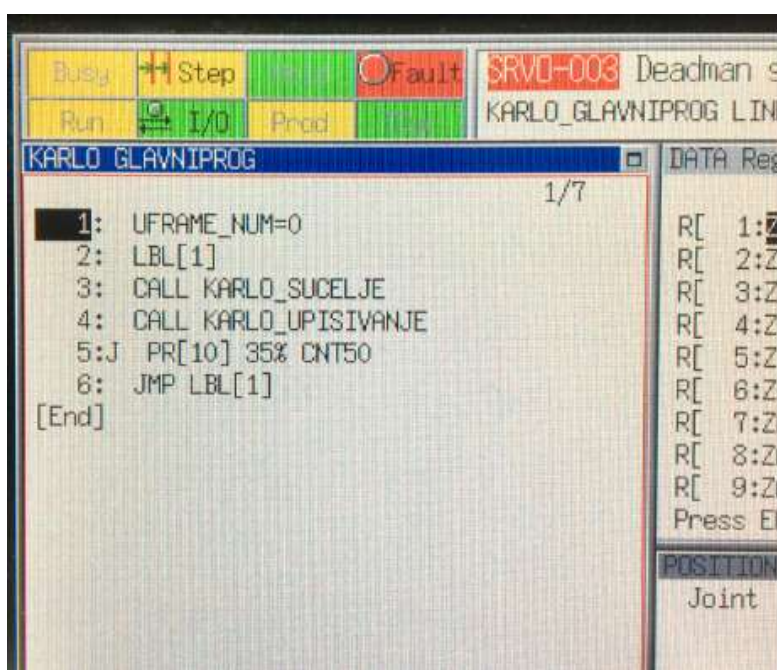 Busy Step Fault
Run I/O Prod
SRVO-003 Deadman s
KARLO_GLAVNIPROG LIN
KARLO GLAVNIPROG
1/7
1: UFRAME_NUM=0
2: LBL[1]
3: CALL KARLO_SUCELJE
4: CALL KARLO_UPISIVANJE
5:J PR[10] 35% CNT50
6: JMP LBL[1]
[End]
DATA Reg
R[ 1:Z
R[ 2:Z
R[ 3:Z
R[ 4:Z
R[ 5:Z
R[ 6:Z
R[ 7:Z
R[ 8:Z
R[ 9:Z
Press E
POSITION
Joint